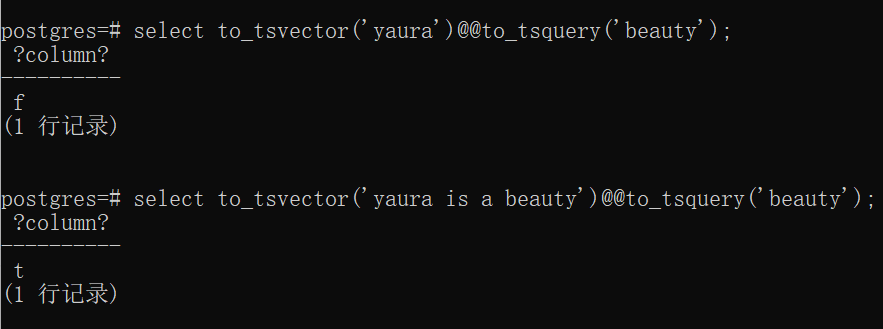 postgres=# select to_tsvector('yaura')@@to_tsquery('beauty');
?column?
----------
f
(1 行记录)
postgres=# select to_tsvector('yaura is a beauty')@@to_tsquery('beauty');
?column?
----------
t
(1 行记录)